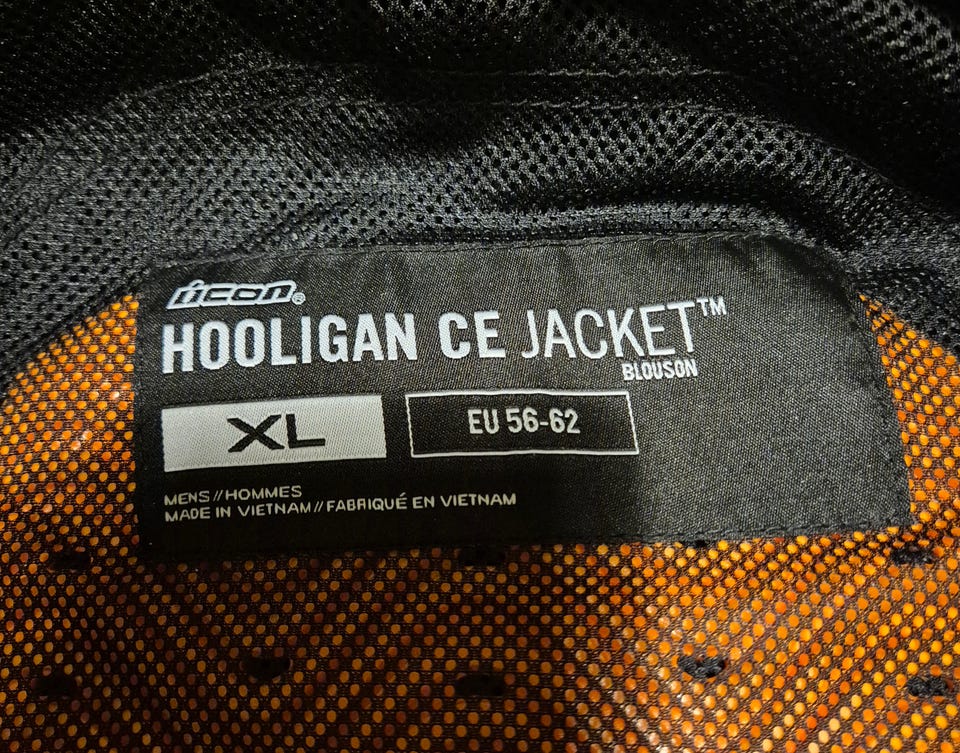 icon®
HOOLIGAN CE JACKET™
BLOUSON
XL EU 56-62
MENS//HOMMES
MADE IN VIETNAM//FABRIQUÉ EN VIETNAM